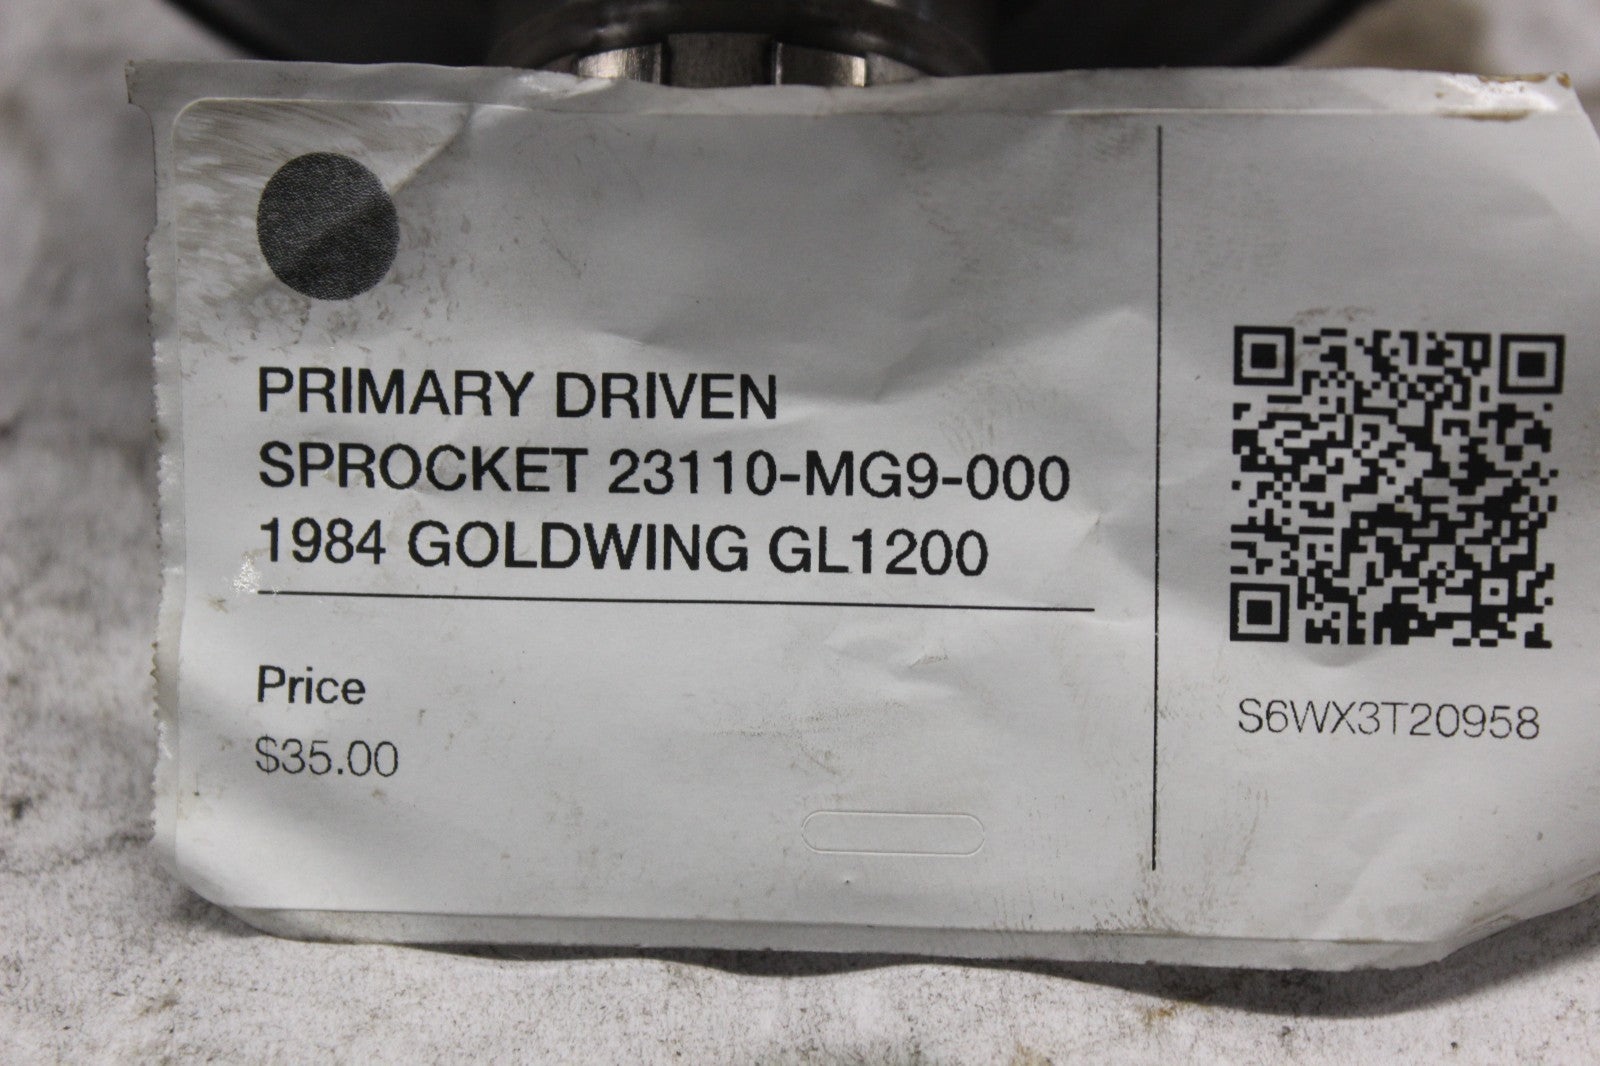 PRIMARY DRIVEN
SPROCKET 23110-MG9-000
1984 GOLDWING GL1200
Price
$35.00
S6WX3T20958